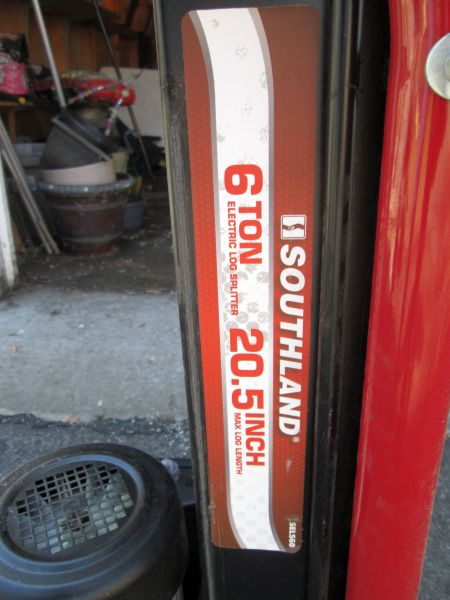 SOUTHLAND®
6 TON
ELECTRIC LOG SPLITTER
20.5 INCH
MAX LOG LENGTH
SELS60